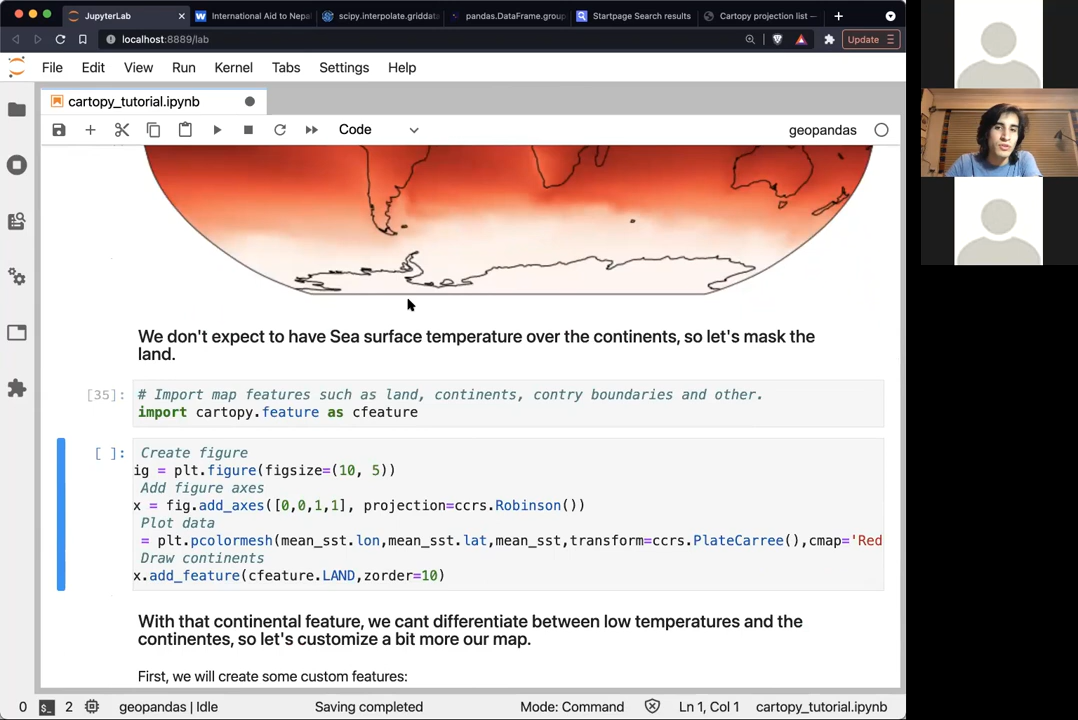 JupyterLab
International Aid to Nepal
scipy.interpolate.griddat
pandas.DataFrame.group
Startpage Search results
Cartopy projection list —
localhost:8889/lab
Update
File Edit View Run Kernel Tabs Settings Help
cartopy_tutorial.ipynb
Code
geopandas
We don't expect to have Sea surface temperature over the continents, so let's mask the
land.
[35]: # Import map features such as land, continents, contry boundaries and other.
import cartopy.feature as cfeature
[ ]: Create figure
ig = plt.figure(figsize=(10, 5))
Add figure axes
x = fig.add_axes([0,0,1,1], projection=ccrs.Robinson())
Plot data
= plt.pcolormesh(mean_sst.lon,mean_sst.lat,mean_sst,transform=ccrs.PlateCarree(),cmap='Red
Draw continents
x.add_feature(cfeature.LAND,zorder=10)
With that continental feature, we cant differentiate between low temperatures and the
continentes, so let's customize a bit more our map.
First, we will create some custom features:
0 $_ 2 geopandas | Idle Saving completed Mode: Command Ln 1, Col 1 cartopy_tutorial.ipynb